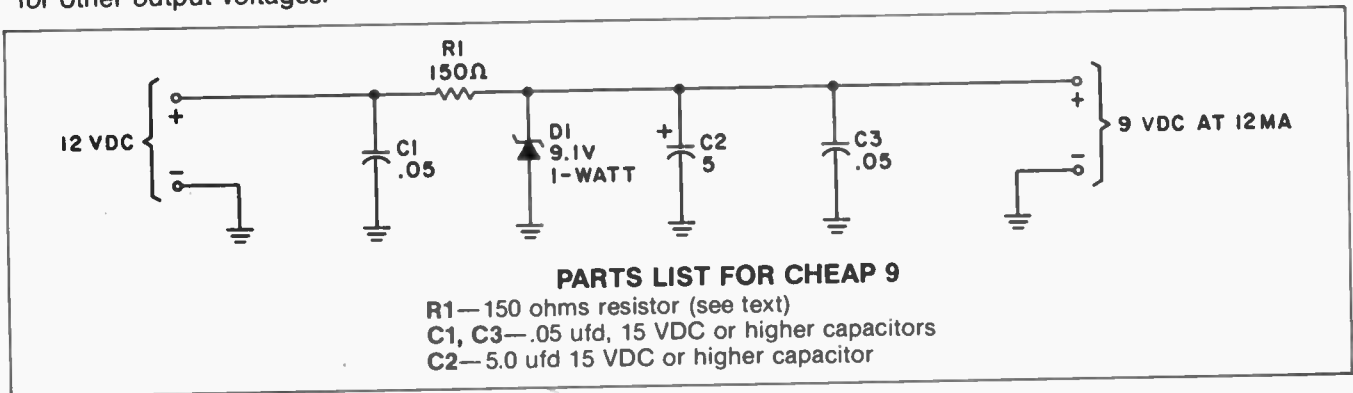 for other output voltages.
R1
150Ω
12 VDC
+
−
C1
.05
D1
9.1V
1-WATT
+
C2
5
C3
.05
+
−
9 VDC AT 12MA
PARTS LIST FOR CHEAP 9
R1—150 ohms resistor (see text)
C1, C3—.05 ufd, 15 VDC or higher capacitors
C2—5.0 ufd 15 VDC or higher capacitor